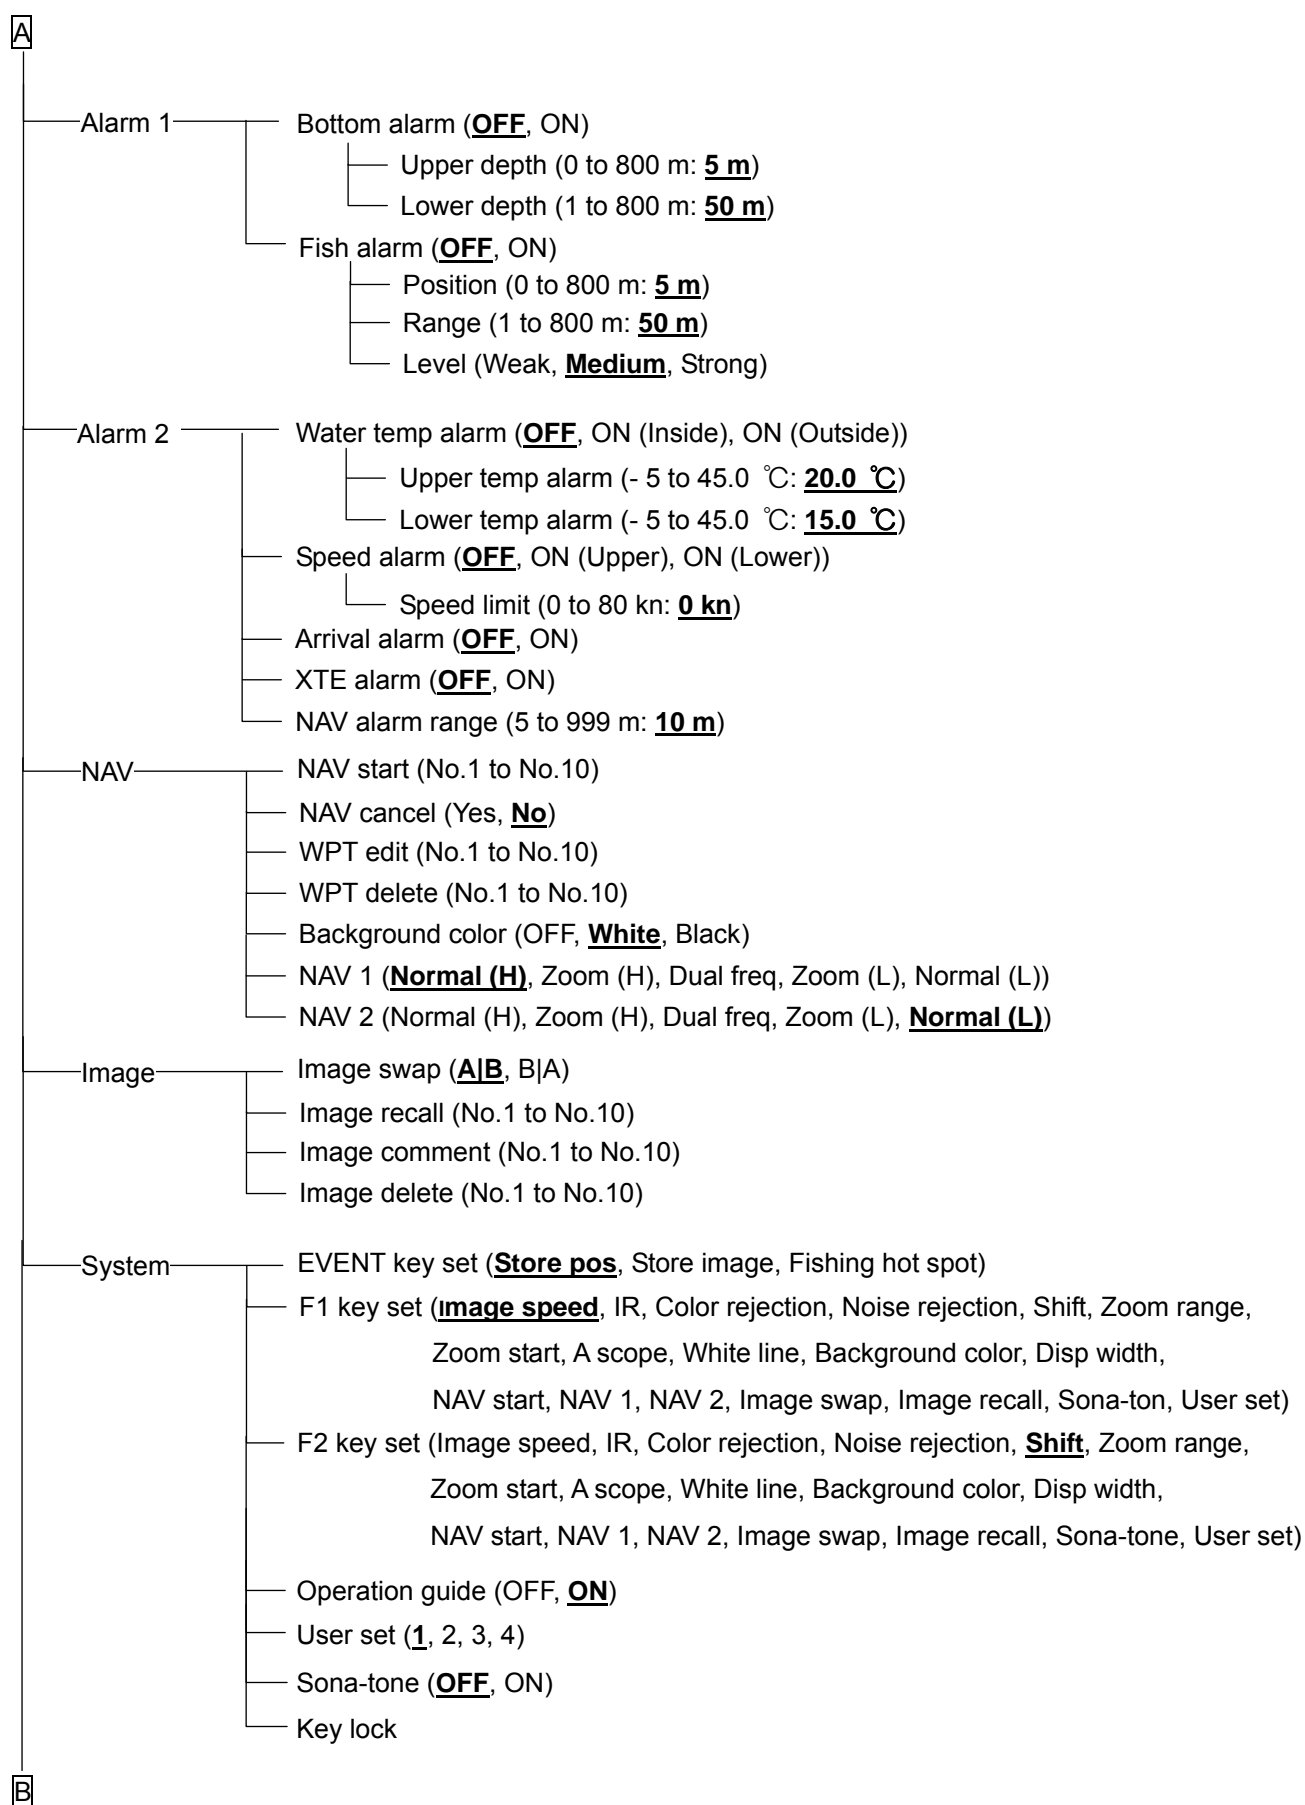 A
Alarm 1
Bottom alarm (OFF, ON)
Upper depth (0 to 800 m: 5 m)
Lower depth (1 to 800 m: 50 m)
Fish alarm (OFF, ON)
Position (0 to 800 m: 5 m)
Range (1 to 800 m: 50 m)
Level (Weak, Medium, Strong)
Alarm 2
Water temp alarm (OFF, ON (Inside), ON (Outside))
Upper temp alarm (- 5 to 45.0 ℃: 20.0 ℃)
Lower temp alarm (- 5 to 45.0 ℃: 15.0 ℃)
Speed alarm (OFF, ON (Upper), ON (Lower))
Speed limit (0 to 80 kn: 0 kn)
Arrival alarm (OFF, ON)
XTE alarm (OFF, ON)
NAV alarm range (5 to 999 m: 10 m)
NAV
NAV start (No.1 to No.10)
NAV cancel (Yes, No)
WPT edit (No.1 to No.10)
WPT delete (No.1 to No.10)
Background color (OFF, White, Black)
NAV 1 (Normal (H), Zoom (H), Dual freq, Zoom (L), Normal (L))
NAV 2 (Normal (H), Zoom (H), Dual freq, Zoom (L), Normal (L))
Image
Image swap (A|B, B|A)
Image recall (No.1 to No.10)
Image comment (No.1 to No.10)
Image delete (No.1 to No.10)
System
EVENT key set (Store pos, Store image, Fishing hot spot)
F1 key set (Image speed, IR, Color rejection, Noise rejection, Shift, Zoom range,
Zoom start, A scope, White line, Background color, Disp width,
NAV start, NAV 1, NAV 2, Image swap, Image recall, Sona-ton, User set)
F2 key set (Image speed, IR, Color rejection, Noise rejection, Shift, Zoom range,
Zoom start, A scope, White line, Background color, Disp width,
NAV start, NAV 1, NAV 2, Image swap, Image recall, Sona-tone, User set)
Operation guide (OFF, ON)
User set (1, 2, 3, 4)
Sona-tone (OFF, ON)
Key lock
B